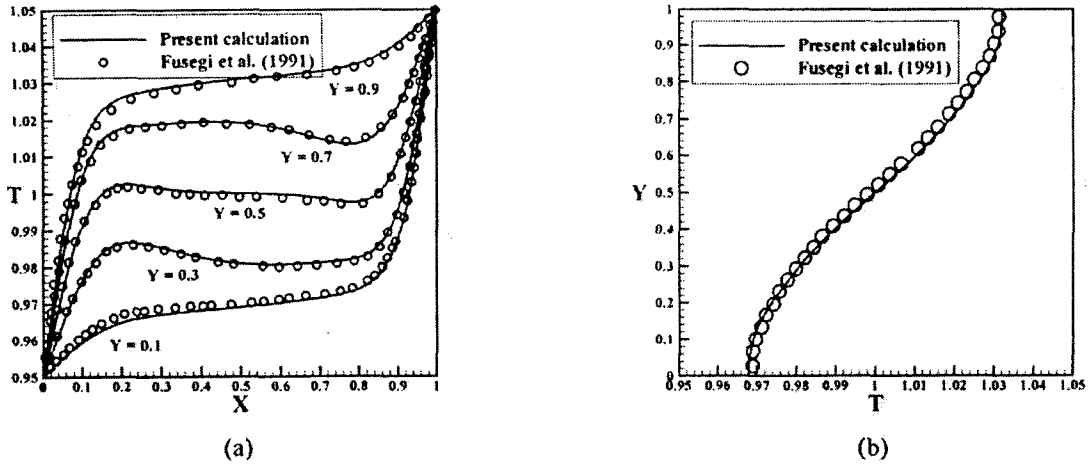 1.05
1.04
1.03
1.02
1.01
T 1
0.99
0.98
0.97
0.96
0.95
Present calculation
Fusegi et al. (1991)
Y = 0.9
Y = 0.7
Y = 0.5
Y = 0.3
Y = 0.1
0 0.1 0.2 0.3 0.4 0.5 0.6 0.7 0.8 0.9 1
X
(a)
1
0.9
0.8
0.7
0.6
Y 0.5
0.4
0.3
0.2
0.1
0
Present calculation
Fusegi et al. (1991)
0.95 0.96 0.97 0.98 0.99 1 1.01 1.02 1.03 1.04 1.05
T
(b)